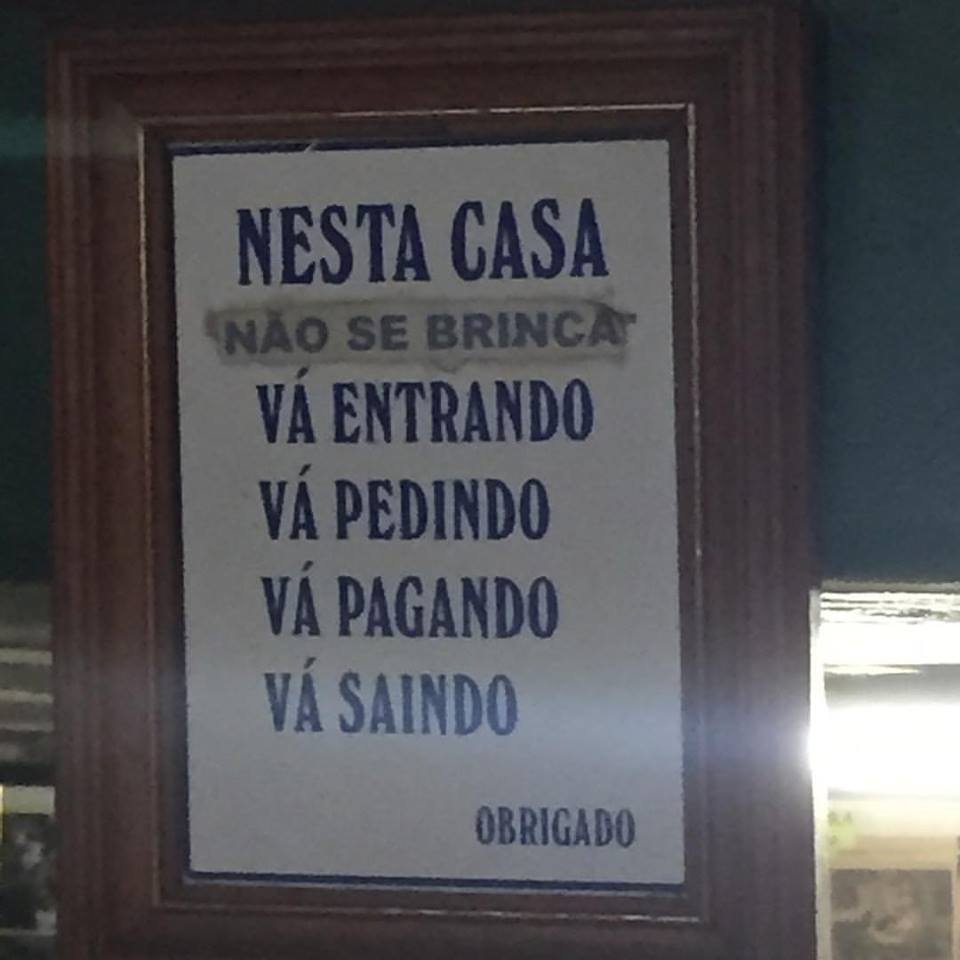 NESTA CASA
NÃO SE BRINCA
VÁ ENTRANDO
VÁ PEDINDO
VÁ PAGANDO
VÁ SAINDO
OBRIGADO